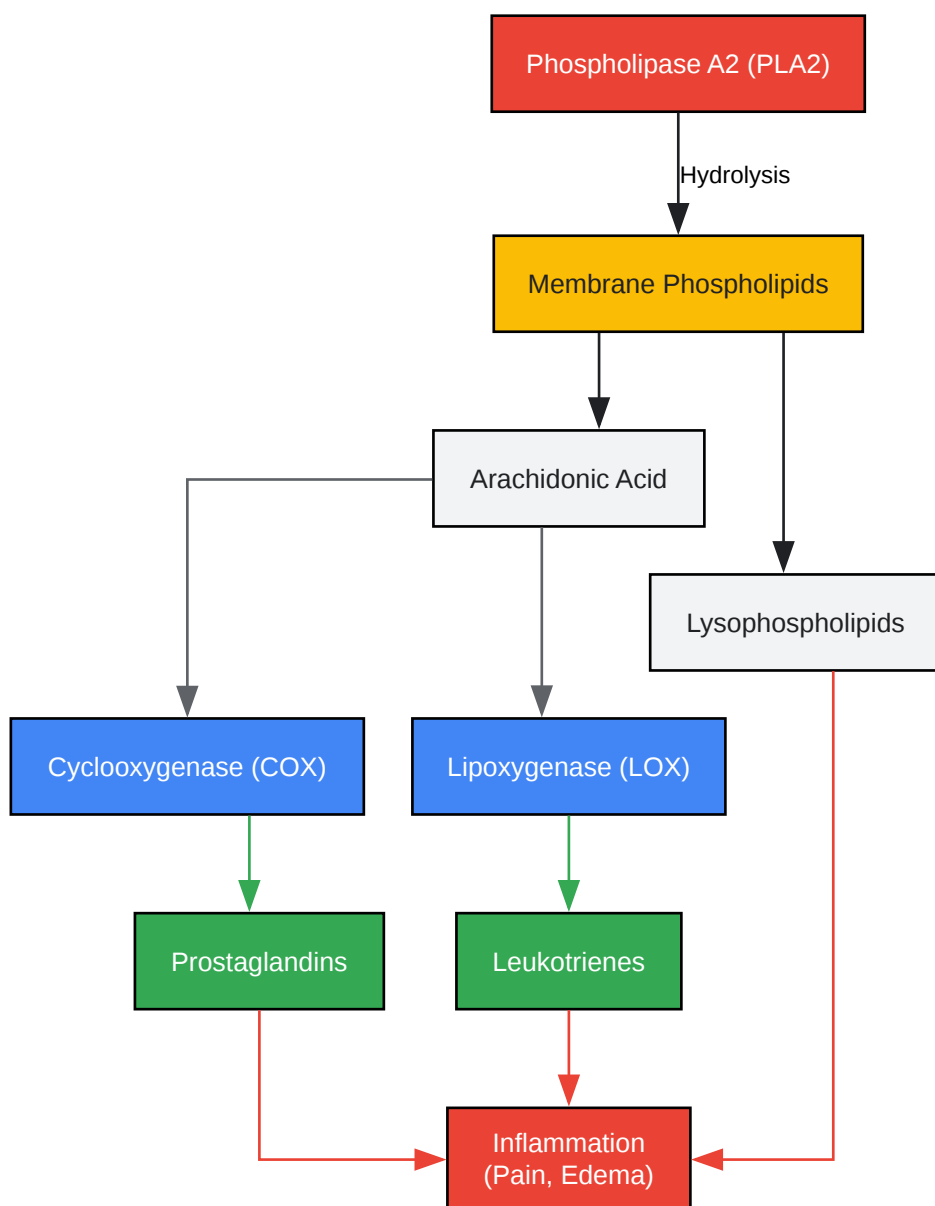 Phospholipase A2 (PLA2)
Hydrolysis
Membrane Phospholipids
Arachidonic Acid
Lysophospholipids
Cyclooxygenase (COX)
Lipoxygenase (LOX)
Prostaglandins
Leukotrienes
Inflammation
(Pain, Edema)